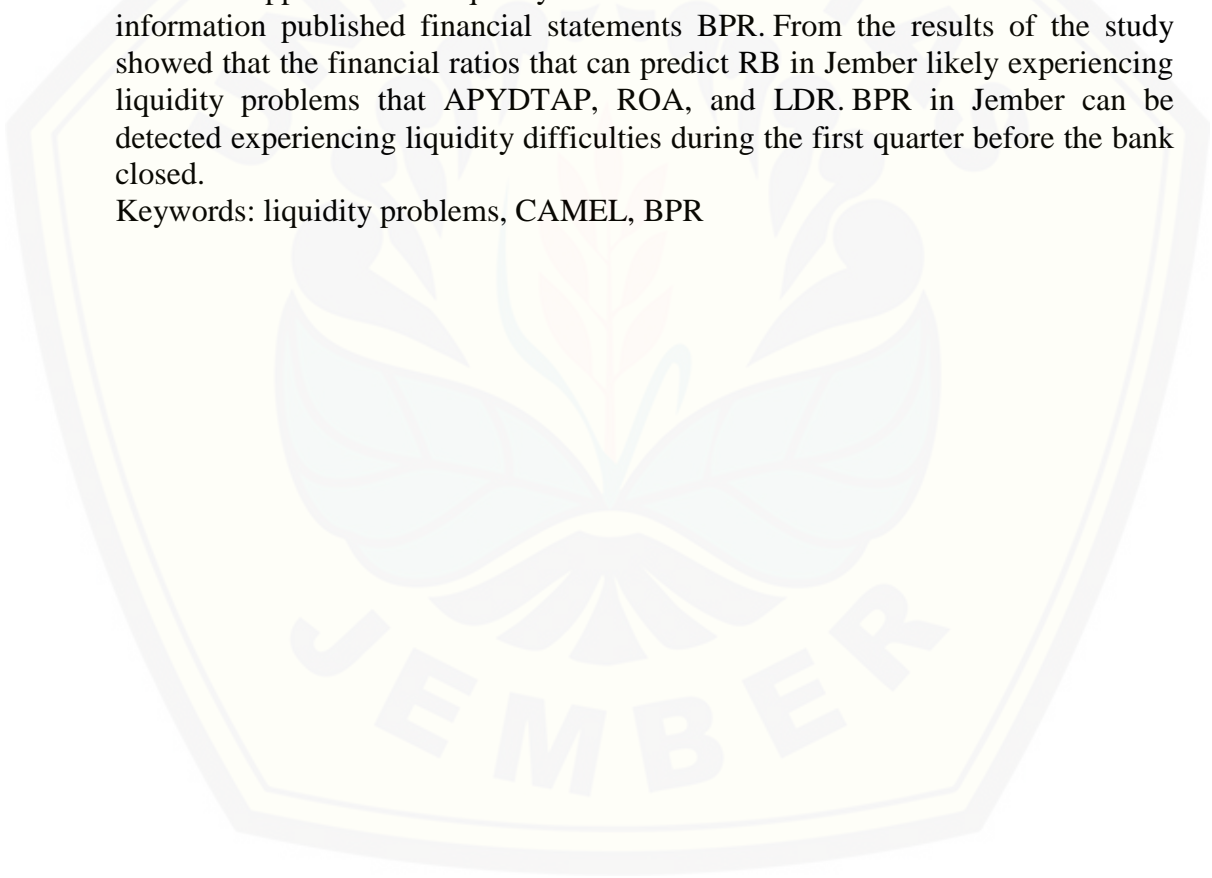 information published financial statements BPR. From the results of the study
showed that the financial ratios that can predict RB in Jember likely experiencing
liquidity problems that APYDTAP, ROA, and LDR. BPR in Jember can be
detected experiencing liquidity difficulties during the first quarter before the bank
closed.
Keywords: liquidity problems, CAMEL, BPR
JEMBER